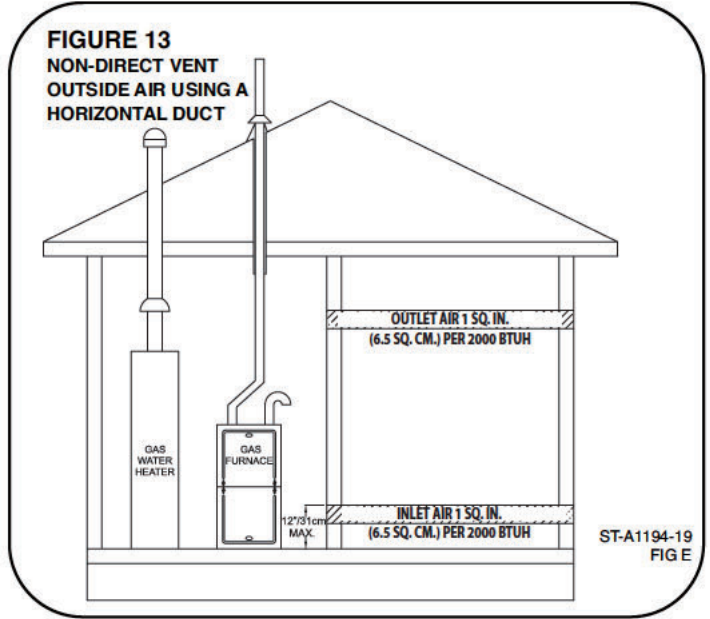 FIGURE 13
NON-DIRECT VENT
OUTSIDE AIR USING A
HORIZONTAL DUCT
OUTLET AIR 1 SQ. IN.
(6.5 SQ. CM.) PER 2000 BTUH
GAS
WATER
HEATER
GAS
FURNACE
12"/31cm
MAX.
INLET AIR 1 SQ. IN.
(6.5 SQ. CM.) PER 2000 BTUH
ST-A1194-19
FIG E